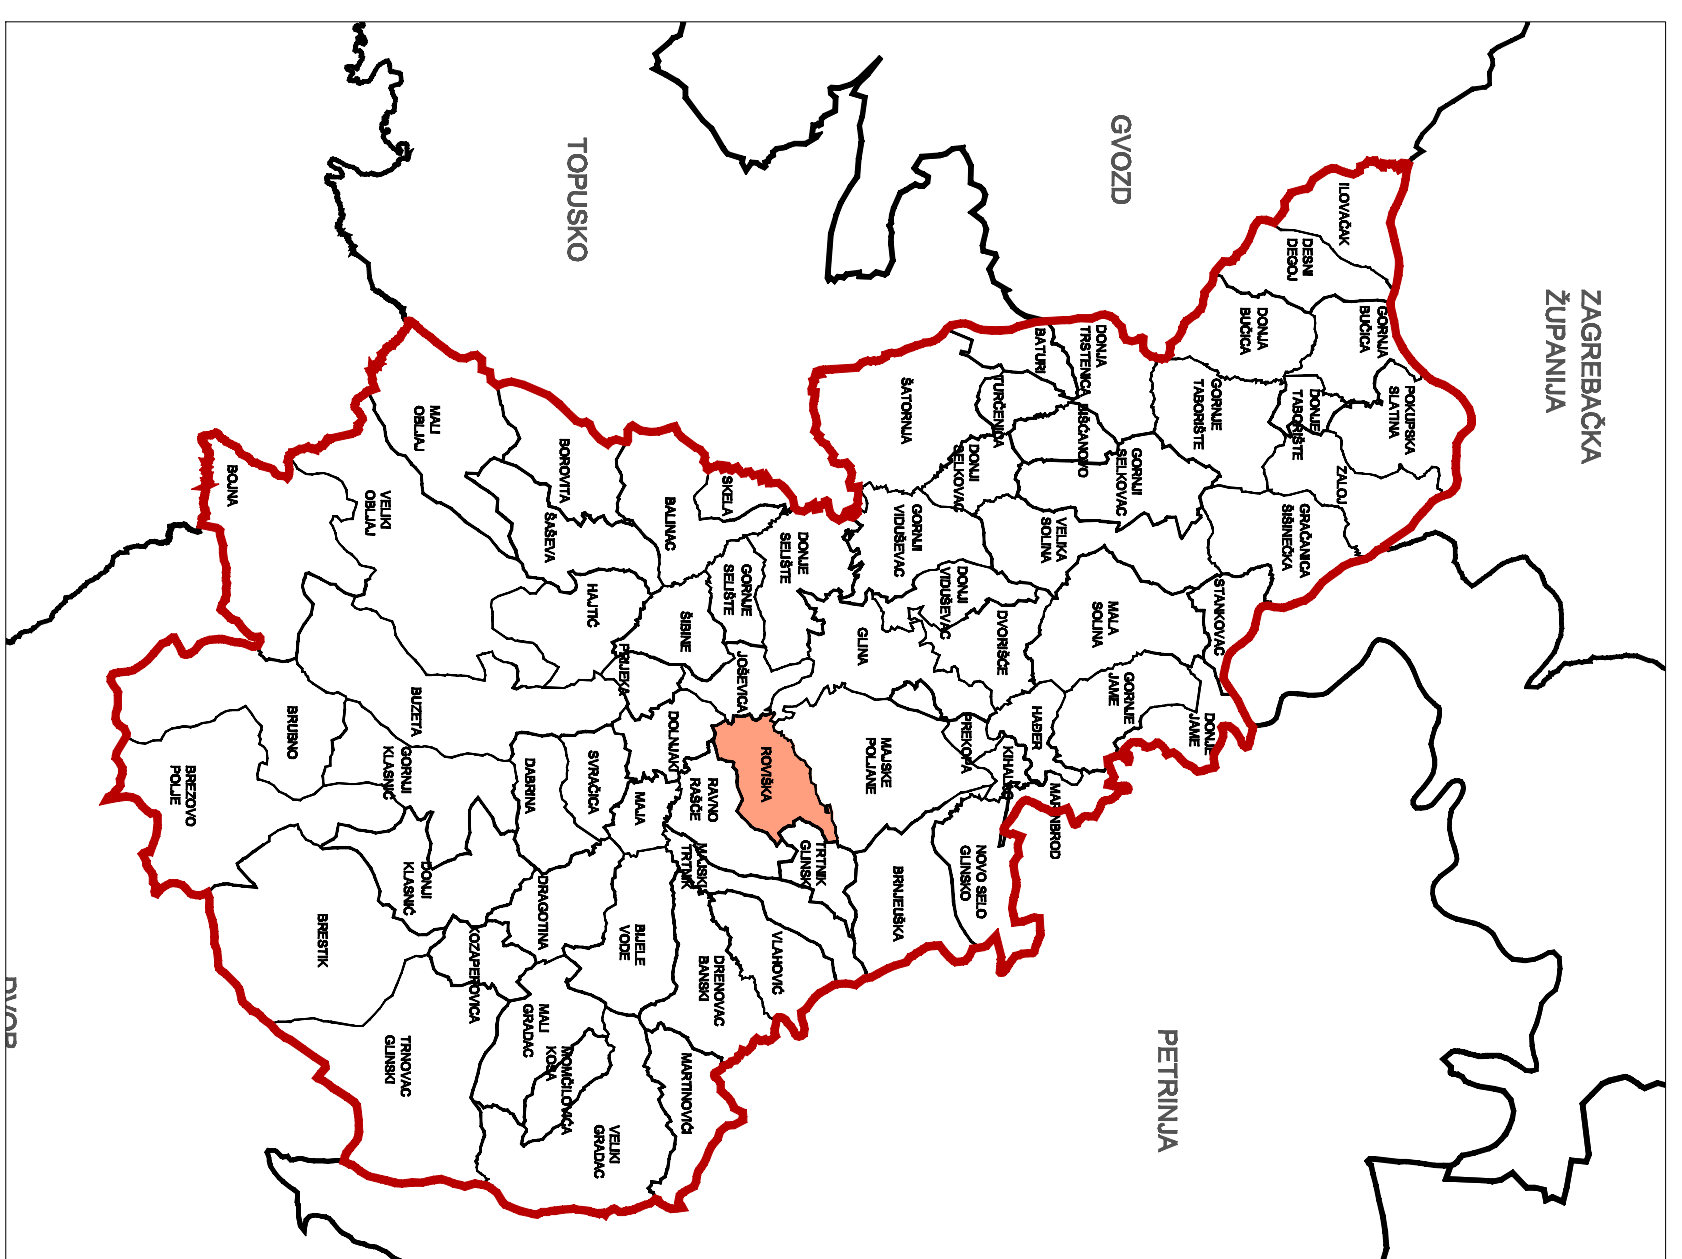 ZAGREBAČKA
ŽUPANIJA
GVOZD
TOPUSKO
PETRINJA
ILOVAČAK
DESNI
DEGOJ
GORNJA
BUČICA
DONJA
BUČICA
POKUPSKA
SLATINA
DONJE
TABORIŠTE
GORNJE
TABORIŠTE
ZALOJ
GRAČANICA
ŠIŠINEČKA
STANKOVAC
DONJA
TRSTENICA
BATURI
TURČENICA
BIŠĆANOVO
GORNJI
SELKOVAC
DONJI
SELKOVAC
ŠATORNJA
VELIKA
SOLINA
MALA
SOLINA
GORNJI
VIDUŠEVAC
DONJI
VIDUŠEVAC
DVORIŠĆE
GORNJE
JAME
DONJE
JAME
HAĐER
PREKOPA
KIHALAC
MARINBROD
NOVO SELO
GLINSKO
GLINA
MAJSKE
POLJANE
BRNJEUŠKA
SKELA
DONJE
SELIŠTE
GORNJE
SELIŠTE
BALINAC
ŠIBINE
JOŠEVICA
ROVIŠKA
TRTNIK
GLINSKI
RAVNO
RAŠĆE
DOLNJAKI
PRIJEKA
HAJTIĆ
BOROVITA
ŠAŠEVA
MALI
OBLJAJ
VELIKI
OBLJAJ
BOJNA
BUZETA
BRUBNO
BREZOVO
POLJE
GORNJI
KLASNIĆ
DONJI
KLASNIĆ
DABRINA
SVRAČICA
MAJA
MAJSKI
TRTNIK
VLAHOVIĆ
DRENOVAC
BANSKI
BIJELE
VODE
DRAGOTINA
KOZAPEROVICA
BRESTIK
TRNOVAC
GLINSKI
MALI
GRADAC
MOMČILOVIĆA
KOSA
VELIKI
GRADAC
MARTINOVIĆI
DVOR